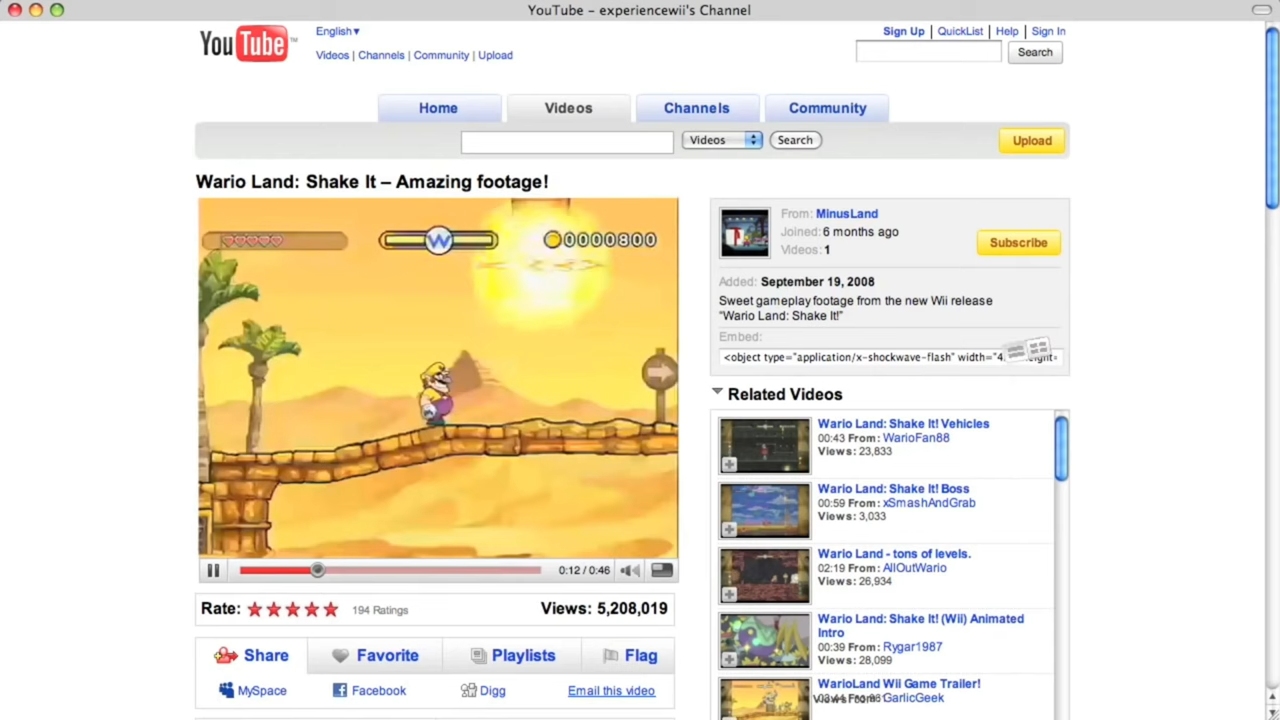 YouTube – experiencewii's Channel
YouTube™
English
Videos | Channels | Community | Upload
Sign Up | QuickList | Help | Sign In
Search
Home
Videos
Channels
Community
Videos
Search
Upload
Wario Land: Shake It – Amazing footage!
W
0000800
0:12 / 0:46
Rate:
194 Ratings
Views: 5,208,019
Share
Favorite
Playlists
Flag
MySpace
Facebook
Digg
Email this video
From: MinusLand
Joined: 6 months ago
Videos: 1
Subscribe
Added: September 19, 2008
Sweet gameplay footage from the new Wii release
"Wario Land: Shake It!"
Embed:
<object type="application/x-shockwave-flash" width="4
Related Videos
Wario Land: Shake It! Vehicles
00:43 From: WarioFan88
Views: 23,833
Wario Land: Shake It! Boss
00:59 From: xSmashAndGrab
Views: 3,033
Wario Land - tons of levels.
02:19 From: AllOutWario
Views: 26,934
Wario Land: Shake It! (Wii) Animated
Intro
00:39 From: Rygar1987
Views: 28,099
WarioLand Wii Game Trailer!
GarlicGeek